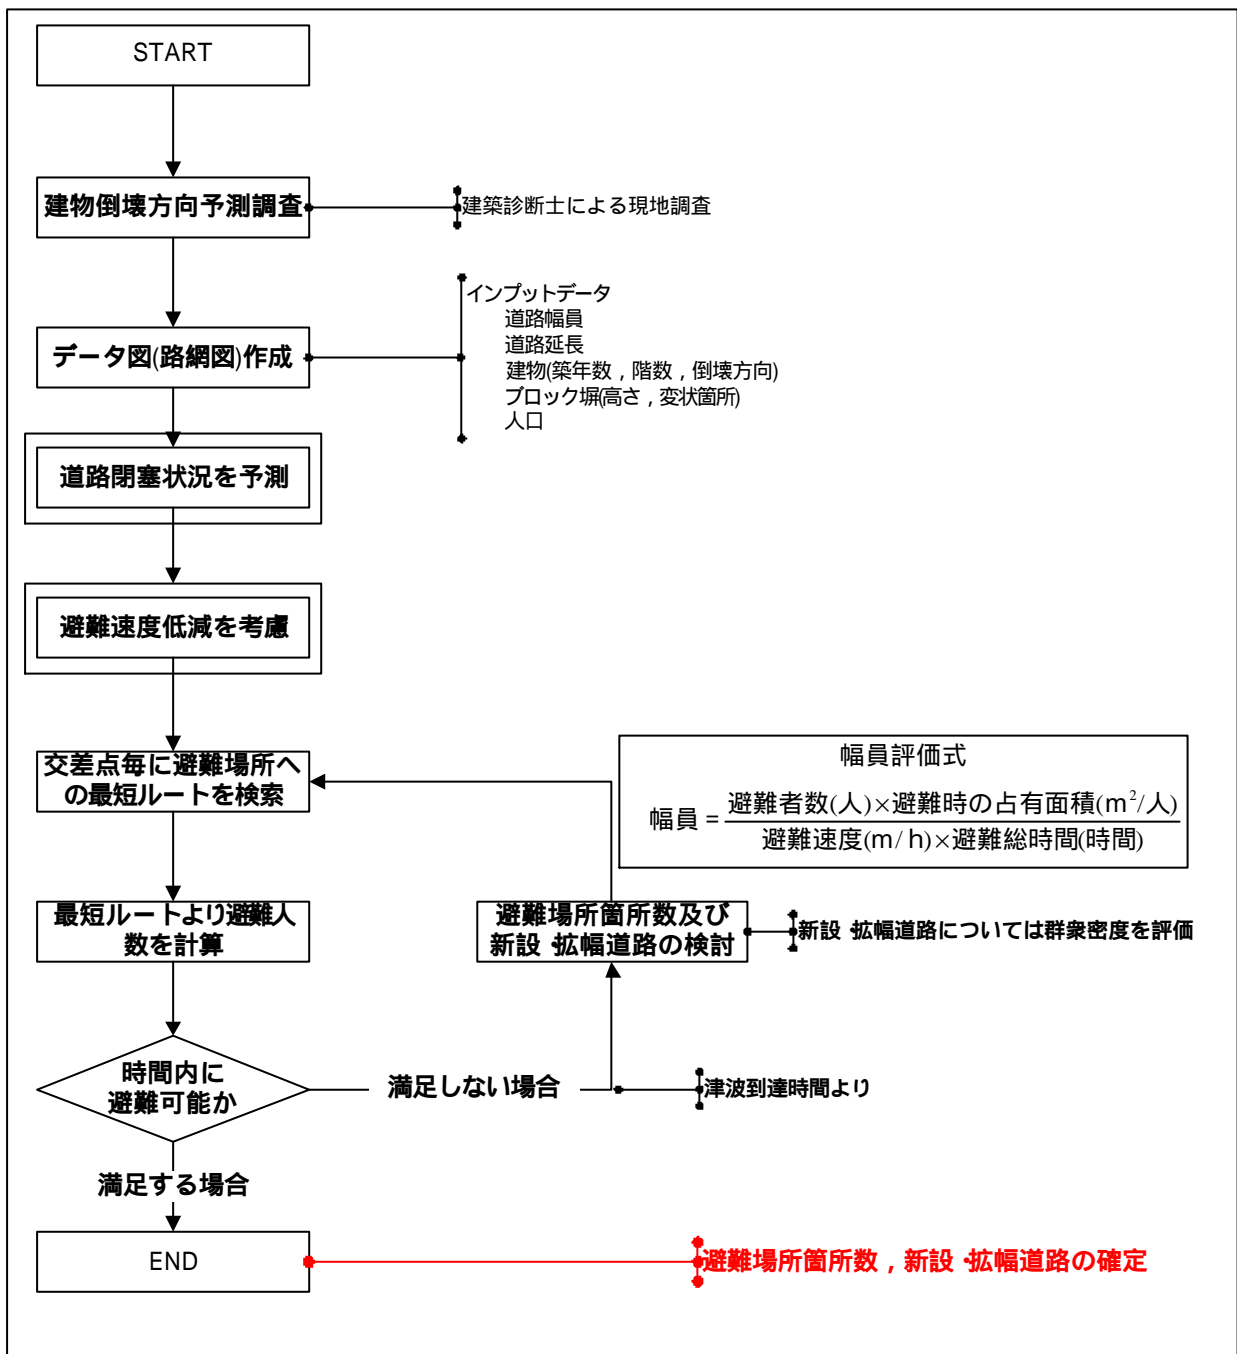 START
建物倒壊方向予測調査
建築診断士による現地調査
データ図(路網図)作成
インプットデータ
道路幅員
道路延長
建物(築年数，階数，倒壊方向)
ブロック塀(高さ，変状箇所)
人口
道路閉塞状況を予測
避難速度低減を考慮
交差点毎に避難場所へ
の最短ルートを検索
幅員評価式
幅員 = 避難者数(人)×避難時の占有面積(m²/人)
避難速度(m/h)×避難総時間(時間)
最短ルートより避難人
数を計算
避難場所箇所数及び
新設・拡幅道路の検討
新設・拡幅道路については群衆密度を評価
時間内に
避難可能か
満足しない場合
津波到達時間より
満足する場合
END
避難場所箇所数，新設・拡幅道路の確定